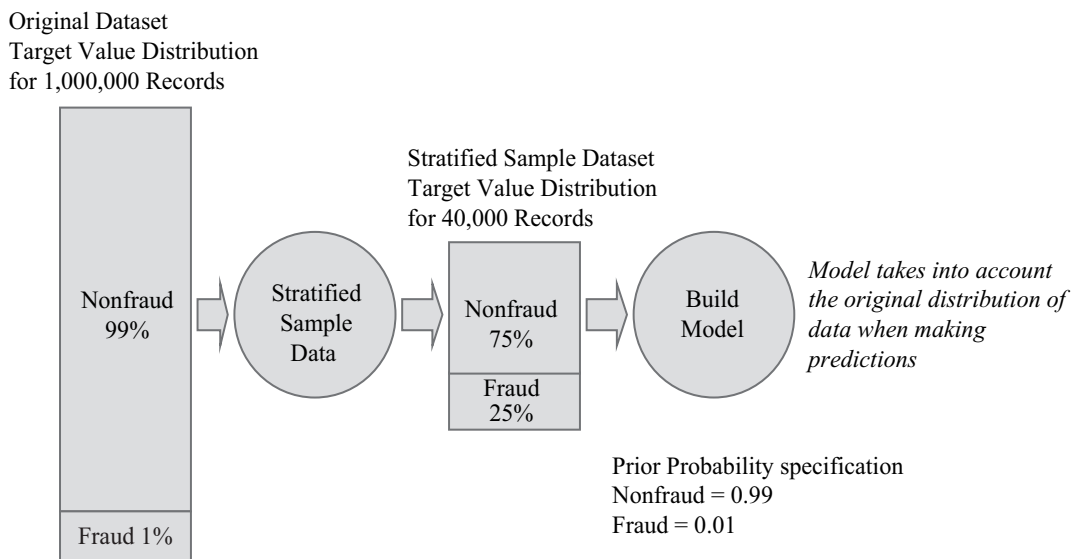 Original Dataset
Target Value Distribution
for 1,000,000 Records
Nonfraud
99%
Fraud 1%
Stratified
Sample
Data
Stratified Sample Dataset
Target Value Distribution
for 40,000 Records
Nonfraud
75%
Fraud
25%
Build
Model
Model takes into account
the original distribution of
data when making
predictions
Prior Probability specification
Nonfraud = 0.99
Fraud = 0.01